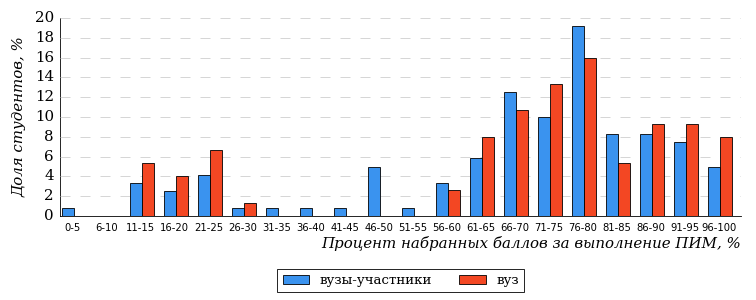 Доля студентов, %
20
18
16
14
12
10
8
6
4
2
0
0-5 6-10 11-15 16-20 21-25 26-30 31-35 36-40 41-45 46-50 51-55 56-60 61-65 66-70 71-75 76-80 81-85 86-90 91-95 96-100
Процент набранных баллов за выполнение ПИМ, %
вузы-участники вуз